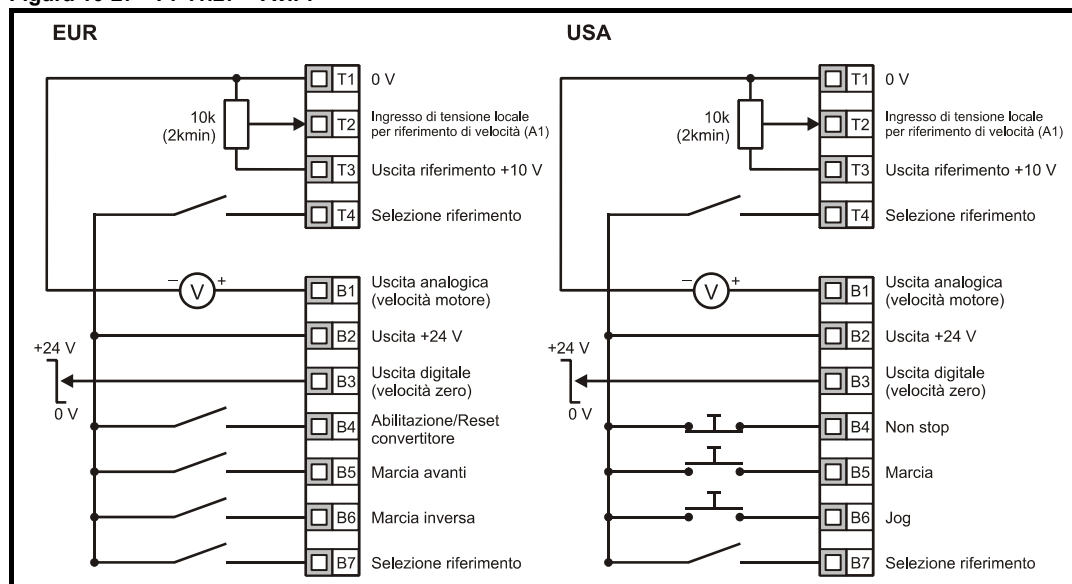 EUR
T1 0 V
10k
(2kmin)
T2 Ingresso di tensione locale
per riferimento di velocità (A1)
T3 Uscita riferimento +10 V
T4 Selezione riferimento
− V +
B1 Uscita analogica
(velocità motore)
B2 Uscita +24 V
+24 V
0 V
B3 Uscita digitale
(velocità zero)
B4 Abilitazione/Reset
convertitore
B5 Marcia avanti
B6 Marcia inversa
B7 Selezione riferimento
USA
T1 0 V
10k
(2kmin)
T2 Ingresso di tensione locale
per riferimento di velocità (A1)
T3 Uscita riferimento +10 V
T4 Selezione riferimento
− V +
B1 Uscita analogica
(velocità motore)
B2 Uscita +24 V
+24 V
0 V
B3 Uscita digitale
(velocità zero)
B4 Non stop
B5 Marcia
B6 Jog
B7 Selezione riferimento